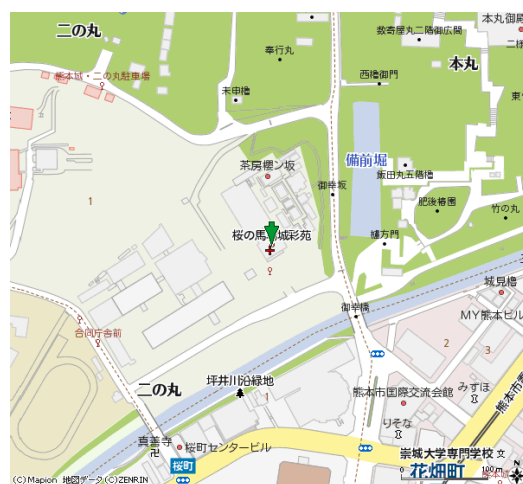 二の丸
数寄屋丸二階御広間
本丸御殿
奉行丸
本丸
熊本城・二の丸駐車場
西櫓御門
未申櫓
茶房櫻ン坂
備前堀
飯田丸五階櫓
御幸坂
肥後椿園
竹の丸
1
桜の馬場城彩苑
櫨方門
城見櫓
御幸橋
MY熊本ビル
合同庁舎前
2
3
二の丸
坪井川沿緑地
1
熊本市国際交流会館
みずほ
真善寺
桜町センタービル
りそな
崇城大学専門学校 文
桜町
花畑町
100m
(C)Mapion 地図データ(C)ZENRIN